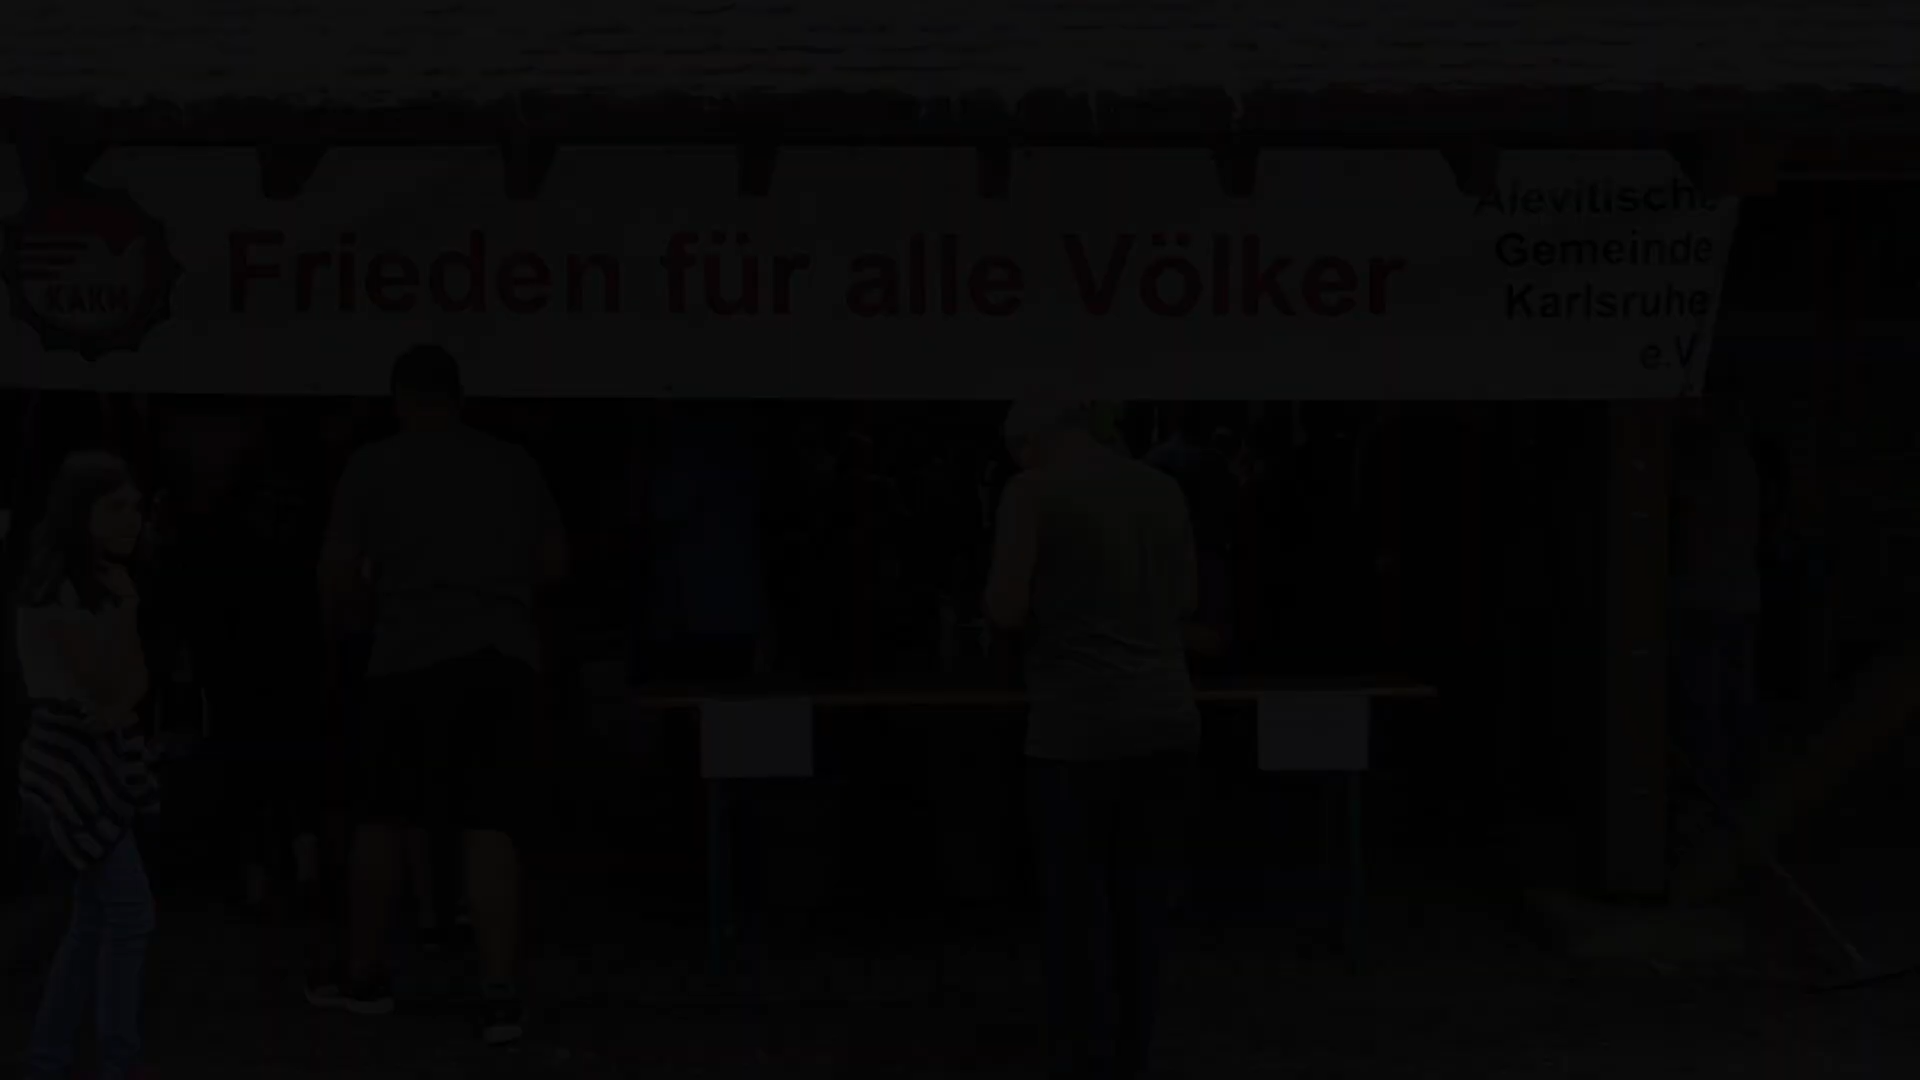 Frieden für alle Völker
Alevitische
Gemeinde
Karlsruhe
e.V
KAKM